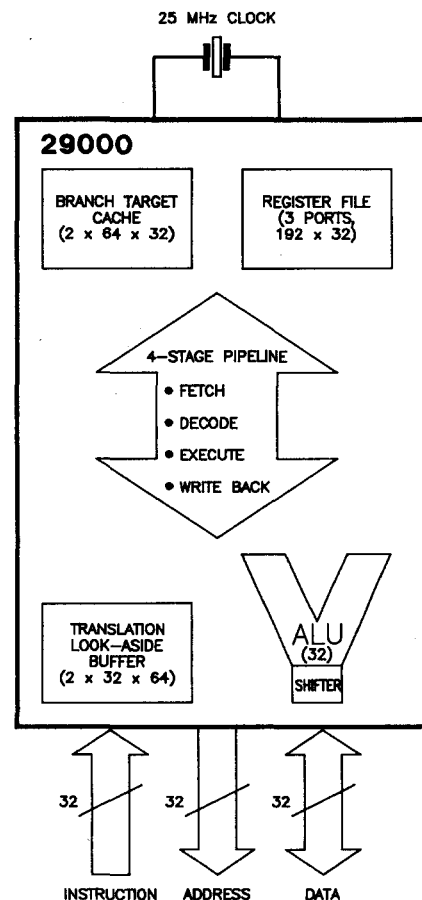 25 MHz CLOCK
29000
BRANCH TARGET
CACHE
(2 x 64 x 32)
REGISTER FILE
(3 PORTS,
192 x 32)
4-STAGE PIPELINE
• FETCH
• DECODE
• EXECUTE
• WRITE BACK
TRANSLATION
LOOK-ASIDE
BUFFER
(2 x 32 x 64)
ALU
(32)
SHIFTER
32
32
32
INSTRUCTION
ADDRESS
DATA